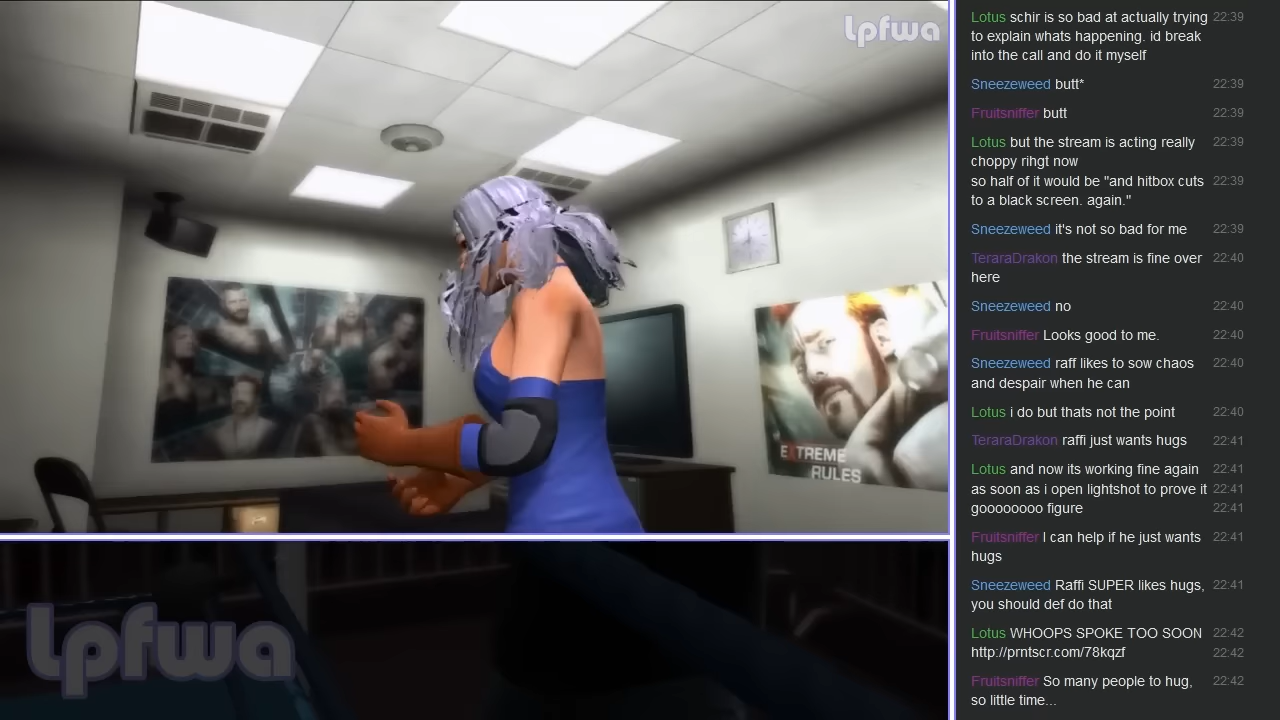 lpfwa
EXTREME
RULES
lpfwa
Lotus schir is so bad at actually trying 22:39
to explain whats happening. id break
into the call and do it myself
Sneezeweed butt* 22:39
Fruitsniffer butt 22:39
Lotus but the stream is acting really 22:39
choppy rihgt now
so half of it would be "and hitbox cuts 22:39
to a black screen. again."
Sneezeweed it's not so bad for me 22:39
TeraraDrakon the stream is fine over 22:40
here
Sneezeweed no 22:40
Fruitsniffer Looks good to me. 22:40
Sneezeweed raff likes to sow chaos 22:40
and despair when he can
Lotus i do but thats not the point 22:40
TeraraDrakon raffi just wants hugs 22:41
Lotus and now its working fine again 22:41
as soon as i open lightshot to prove it 22:41
goooooooo figure 22:41
Fruitsniffer I can help if he just wants 22:41
hugs
Sneezeweed Raffi SUPER likes hugs, 22:41
you should def do that
Lotus WHOOPS SPOKE TOO SOON 22:42
http://prntscr.com/78kqzf 22:42
Fruitsniffer So many people to hug, 22:42
so little time...